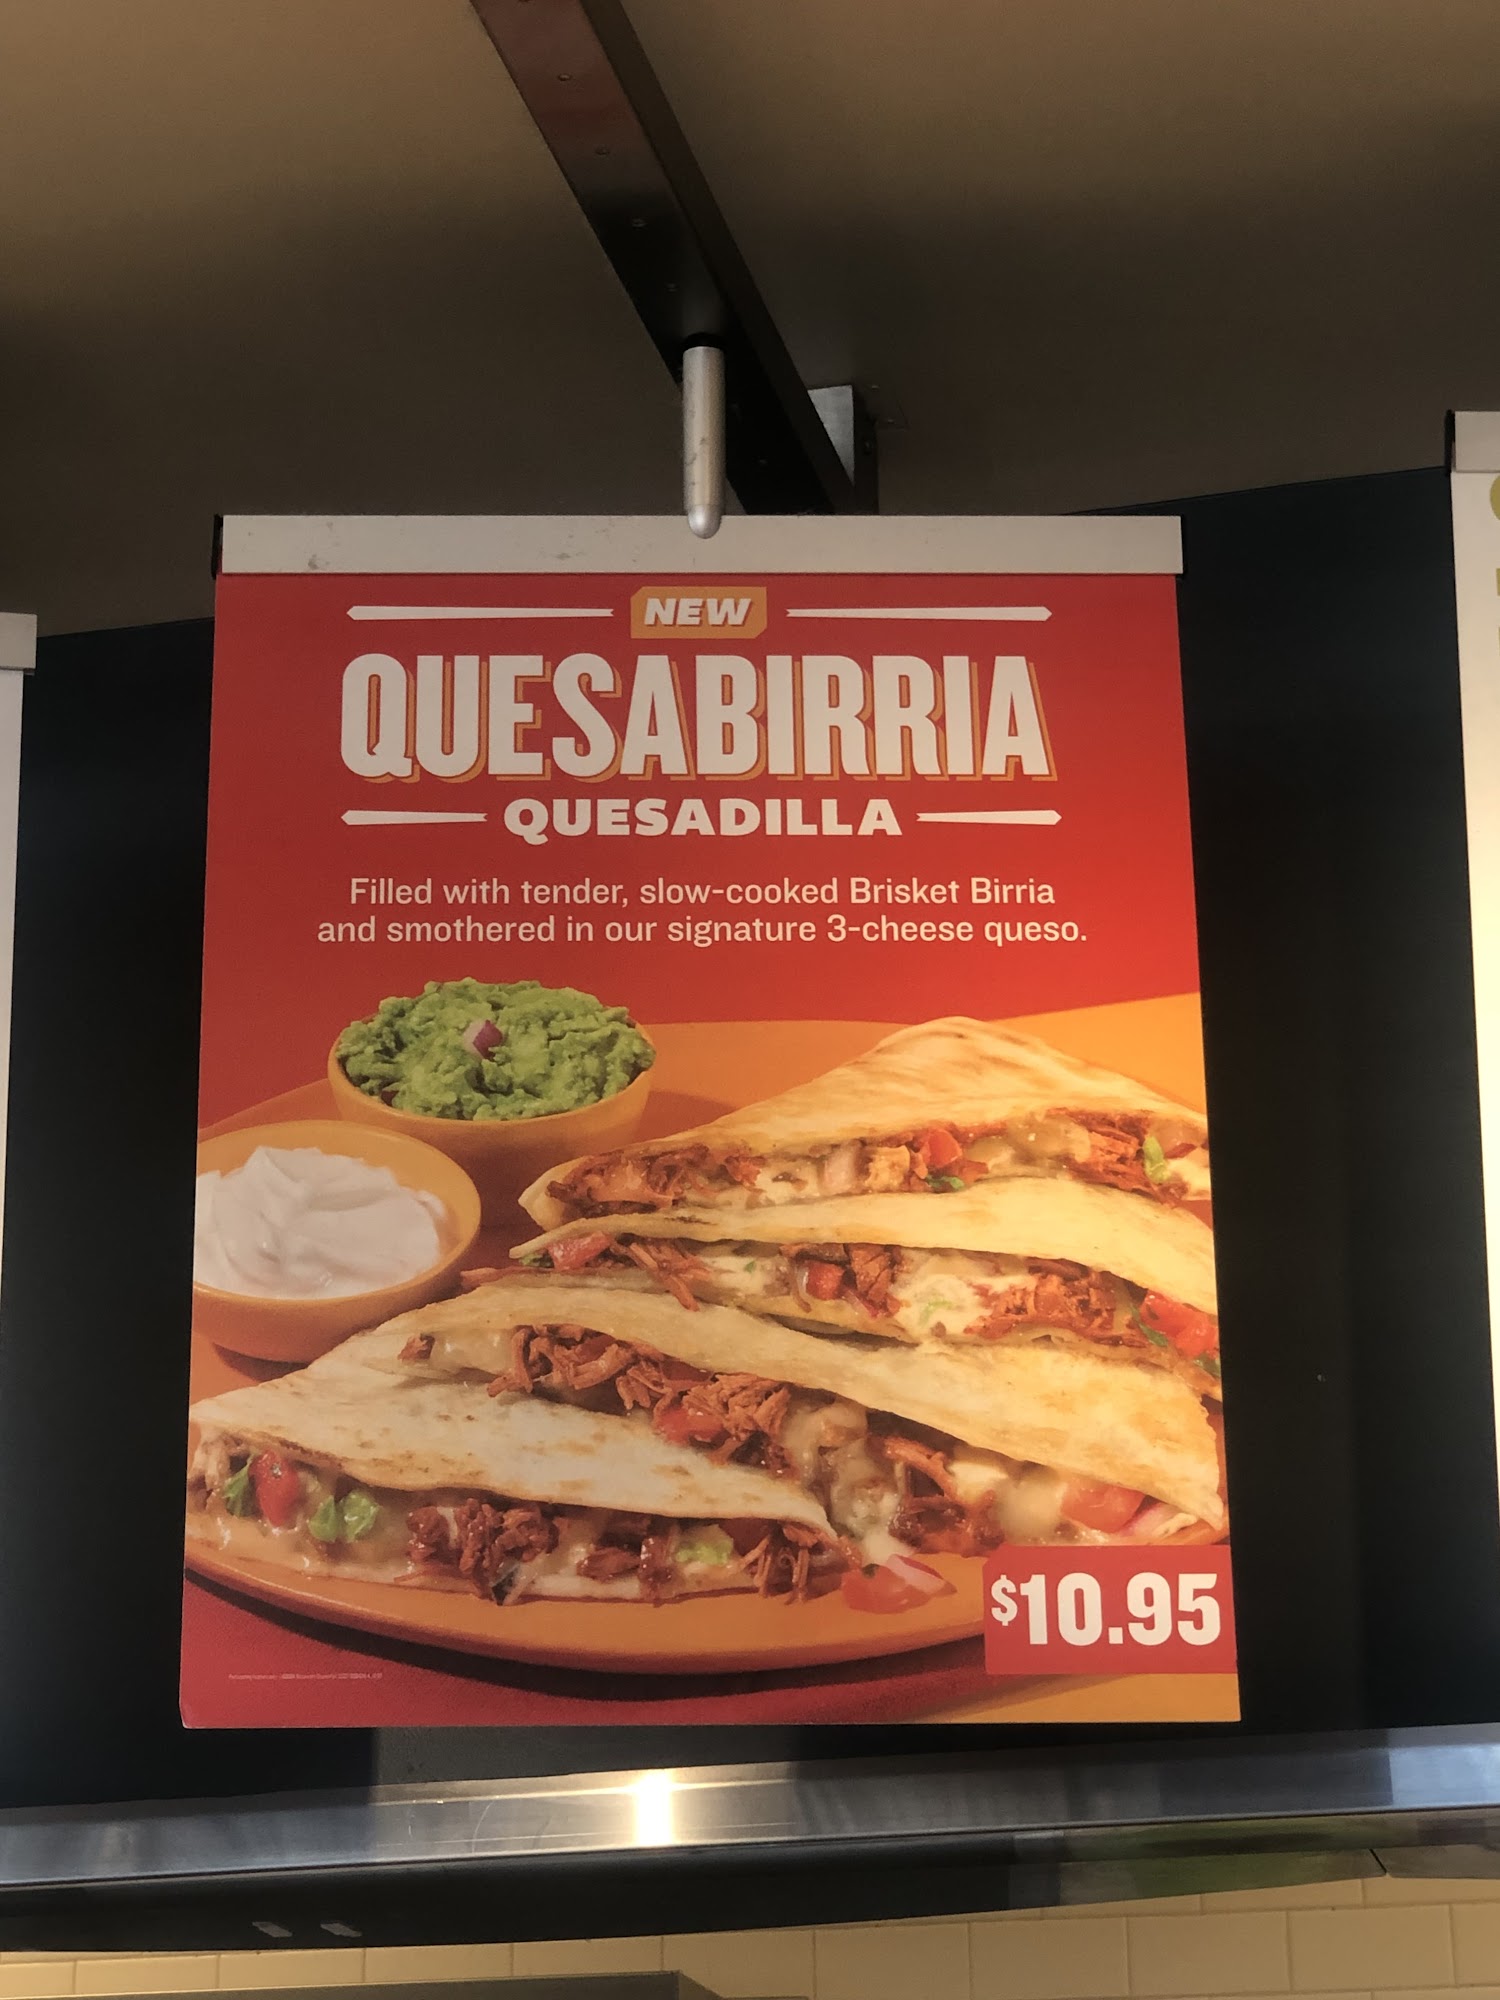 NEW
QUESABIRRIA
QUESADILLA
Filled with tender, slow-cooked Brisket Birria
and smothered in our signature 3-cheese queso.
$10.95